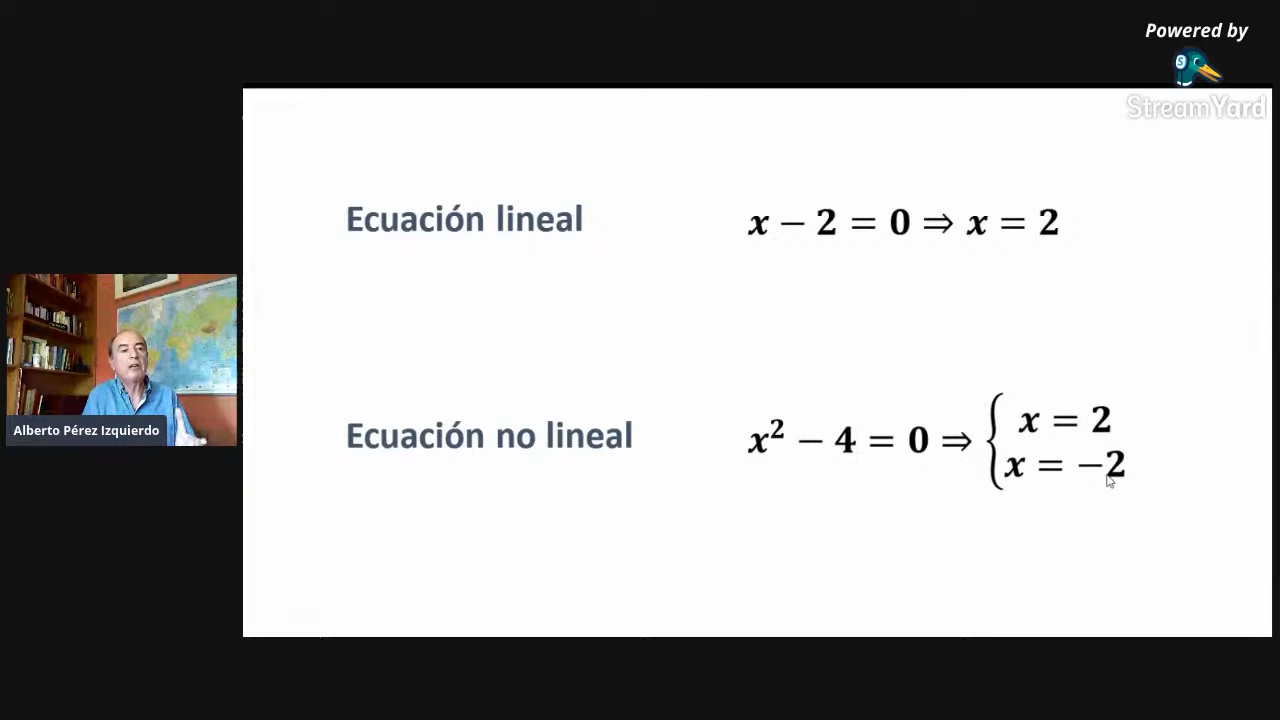 Powered by
StreamYard
Ecuación lineal
x − 2 = 0 ⇒ x = 2
Alberto Pérez Izquierdo
Ecuación no lineal
x² − 4 = 0 ⇒ { x = 2
x = −2